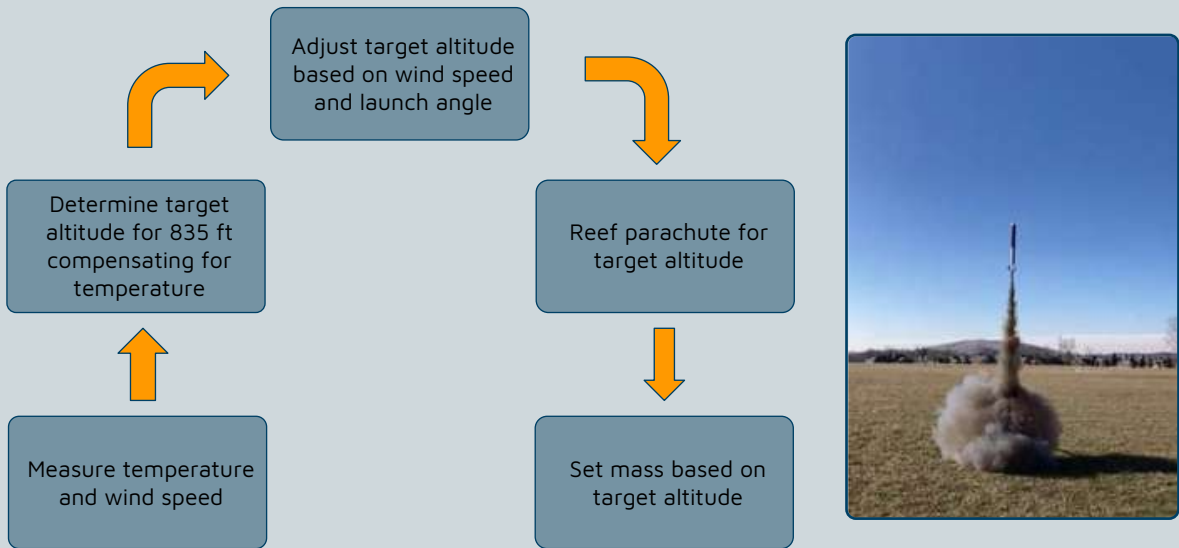 Adjust target altitude
based on wind speed
and launch angle
Determine target
altitude for 835 ft
compensating for
temperature
Reef parachute for
target altitude
Measure temperature
and wind speed
Set mass based on
target altitude